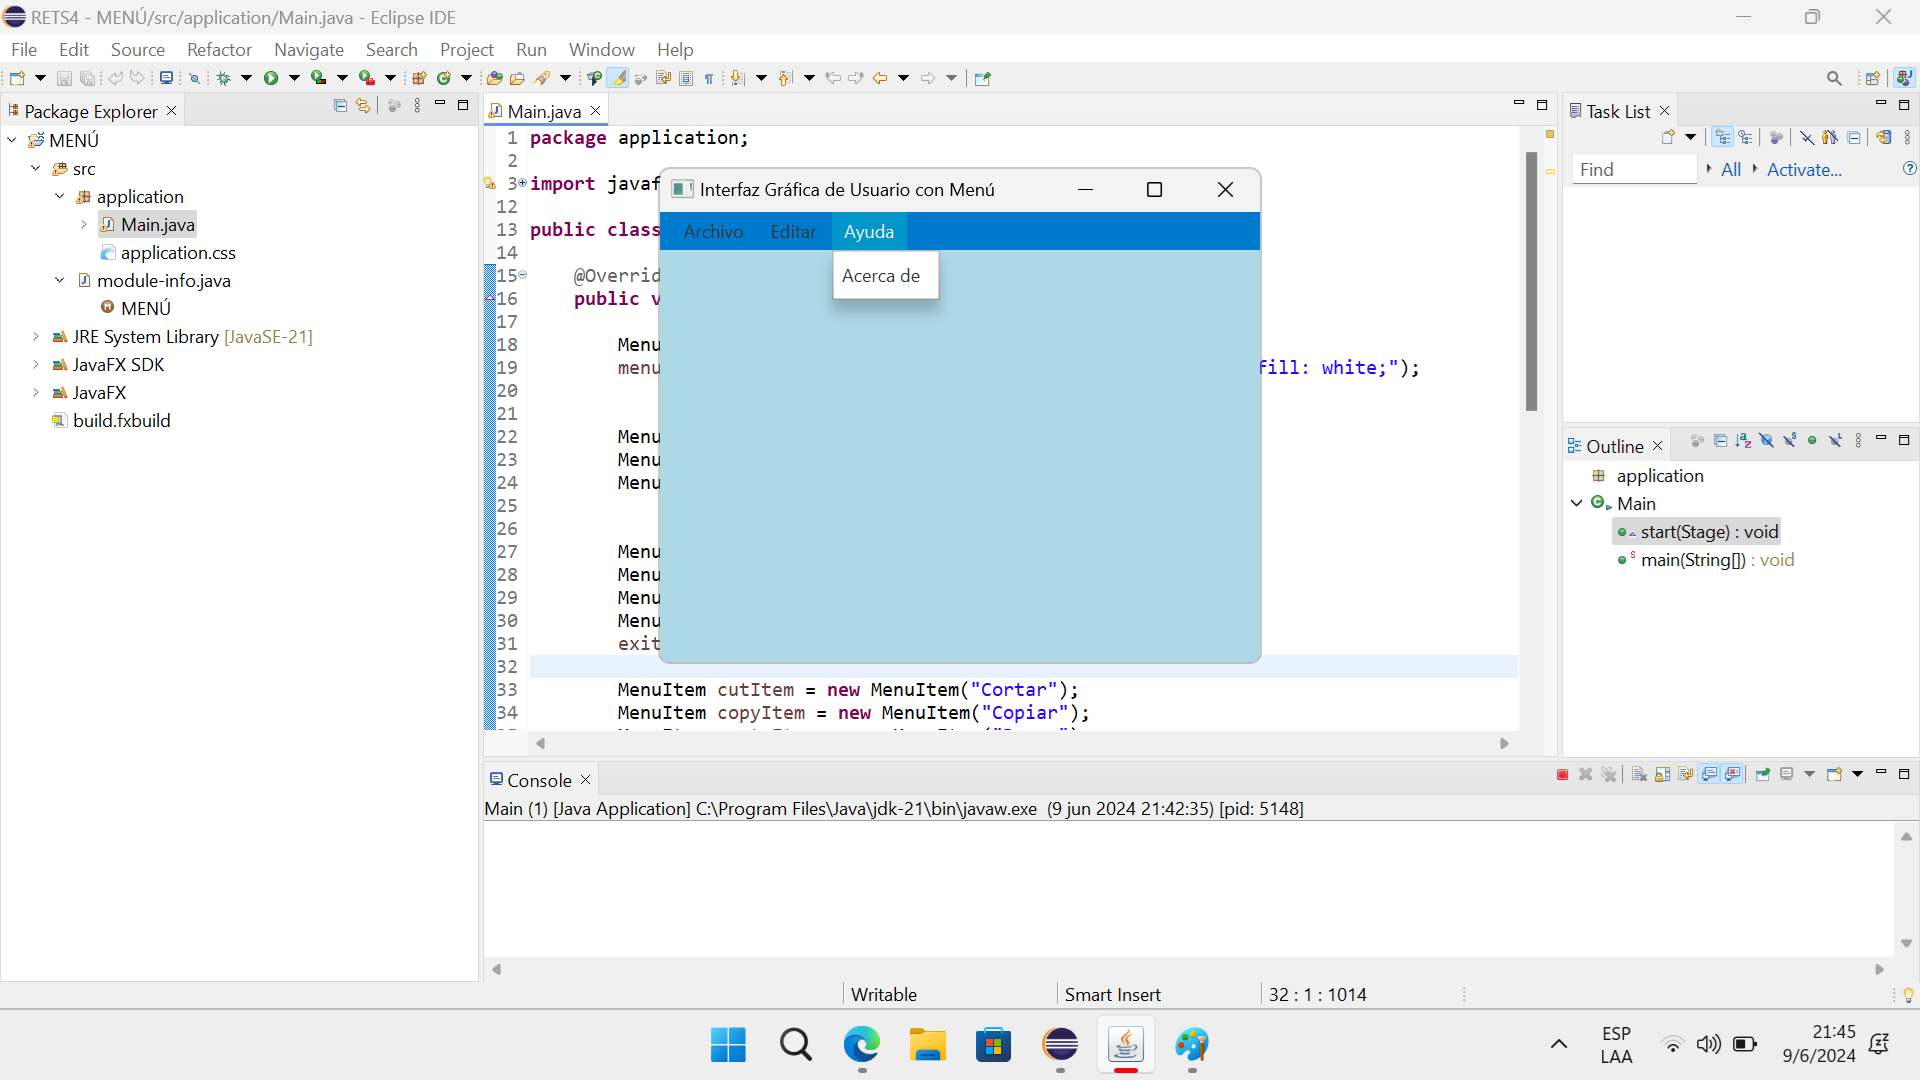 RETS4 - MENÚ/src/application/Main.java - Eclipse IDE
File Edit Source Refactor Navigate Search Project Run Window Help
Package Explorer
MENÚ
src
application
Main.java
application.css
module-info.java
MENÚ
JRE System Library [JavaSE-21]
JavaFX SDK
JavaFX
build.fxbuild
Main.java
1 package application;
2
3 import javaf
12
13 public class
14
15 @Overrid
16 public v
17
18 Menu
19 menu fill: white;");
20
21
22 Menu
23 Menu
24 Menu
25
26
27 Menu
28 Menu
29 Menu
30 Menu
31 exit
32
33 MenuItem cutItem = new MenuItem("Cortar");
34 MenuItem copyItem = new MenuItem("Copiar");
Interfaz Gráfica de Usuario con Menú
Archivo Editar Ayuda
Acerca de
Task List
Find All Activate...
Outline
application
Main
start(Stage) : void
main(String[]) : void
Console
Main (1) [Java Application] C:\Program Files\Java\jdk-21\bin\javaw.exe (9 jun 2024 21:42:35) [pid: 5148]
Writable Smart Insert 32 : 1 : 1014
ESP
LAA
21:45
9/6/2024